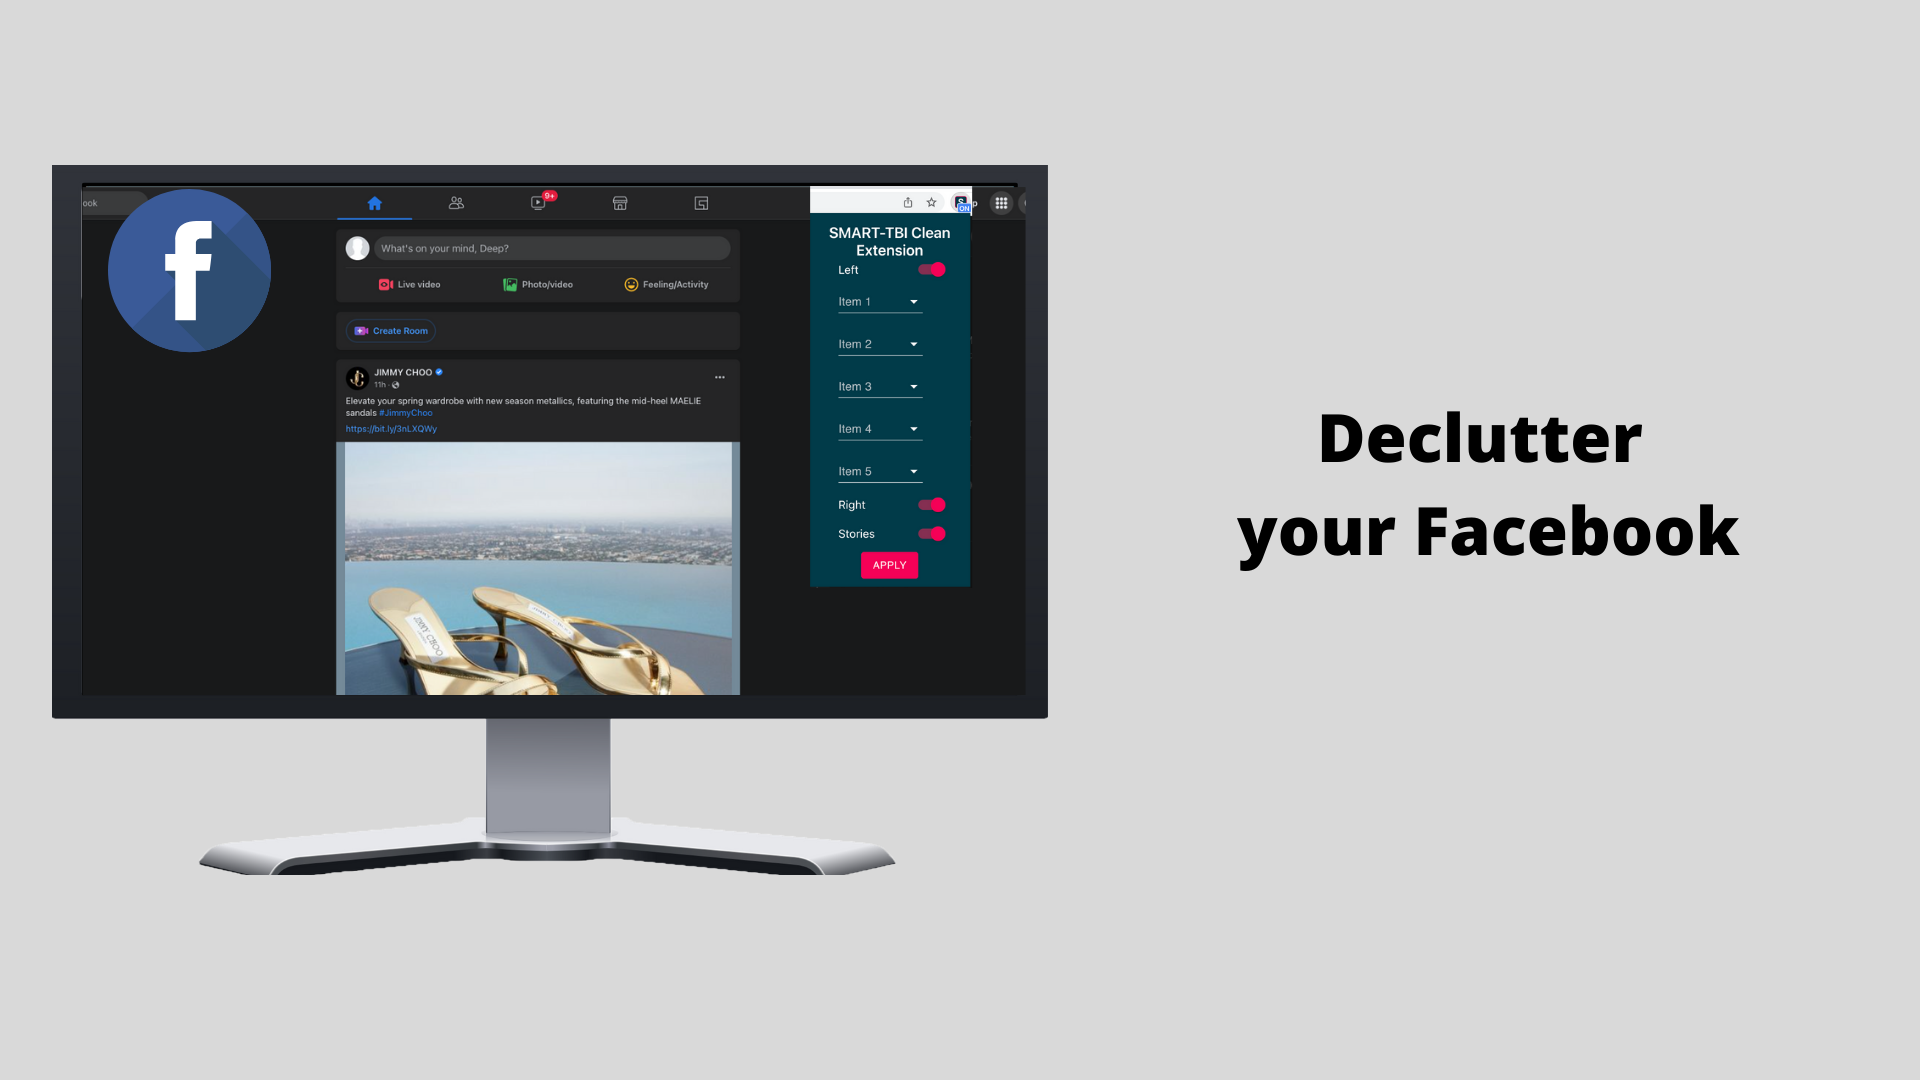 ook
9+
p
ON
What's on your mind, Deep?
Live video
Photo/video
Feeling/Activity
Create Room
JIMMY CHOO
11h ·
Elevate your spring wardrobe with new season metallics, featuring the mid-heel MAELIE
sandals #JimmyChoo
https://bit.ly/3nLXQWy
JIMMY CHOO
JIMMY CHOO
SMART-TBI Clean
Extension
Left
Item 1
Item 2
Item 3
Item 4
Item 5
Right
Stories
APPLY
Declutter
your Facebook